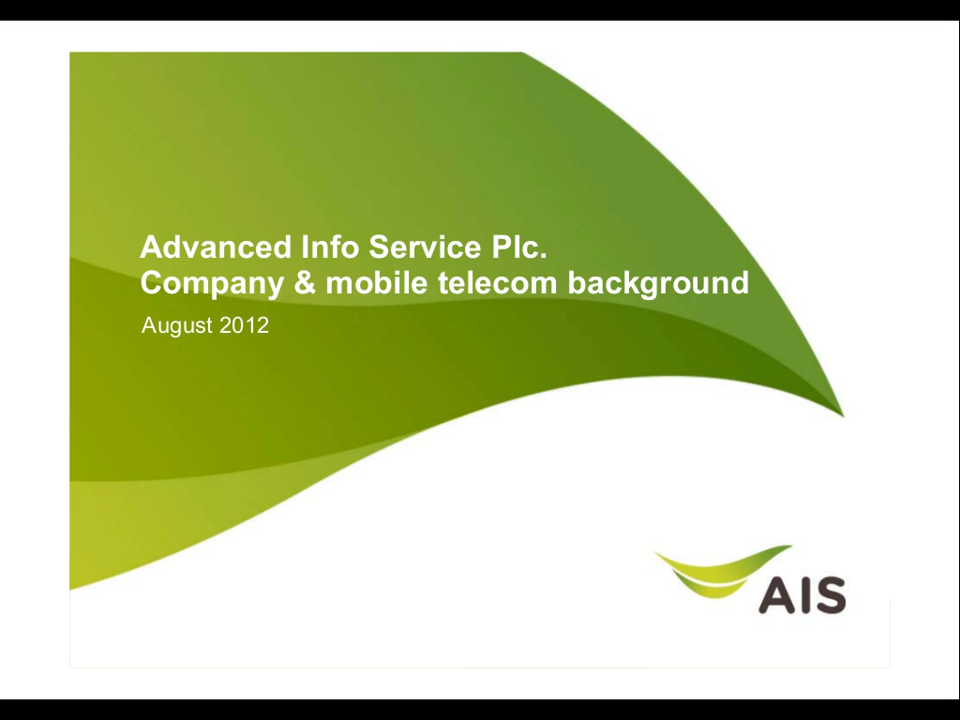 Advanced Info Service Plc.
Company & mobile telecom background
August 2012
AIS